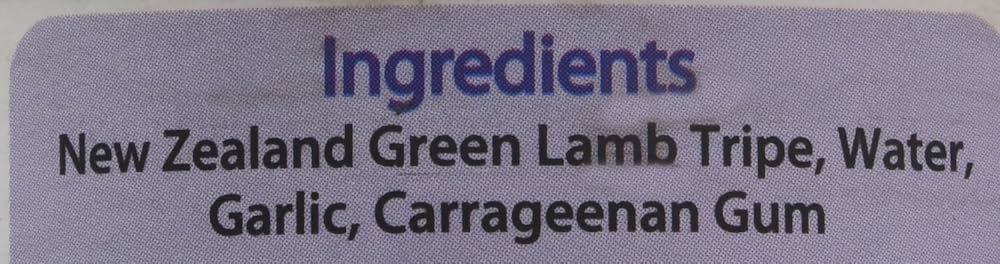 Ingredients
New Zealand Green Lamb Tripe, Water,
Garlic, Carrageenan Gum